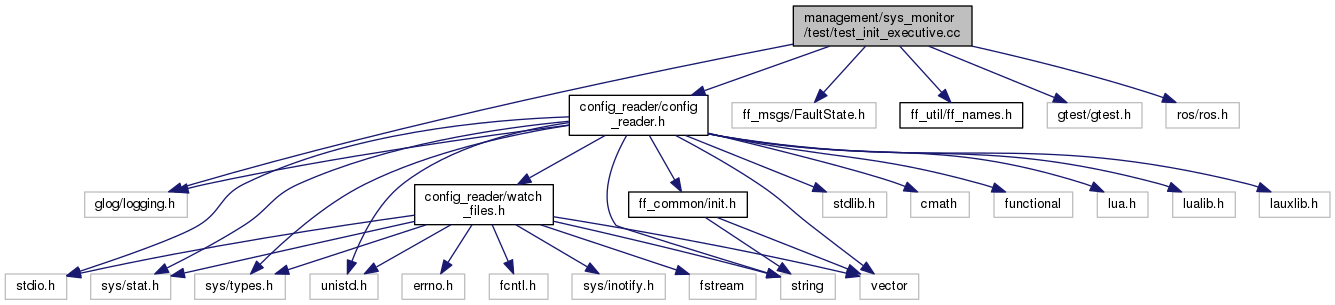 management/sys_monitor
/test/test_init_executive.cc
config_reader/config
_reader.h
ff_msgs/FaultState.h
ff_util/ff_names.h
gtest/gtest.h
ros/ros.h
glog/logging.h
config_reader/watch
_files.h
ff_common/init.h
stdlib.h
cmath
functional
lua.h
lualib.h
lauxlib.h
stdio.h
sys/stat.h
sys/types.h
unistd.h
errno.h
fcntl.h
sys/inotify.h
fstream
string
vector